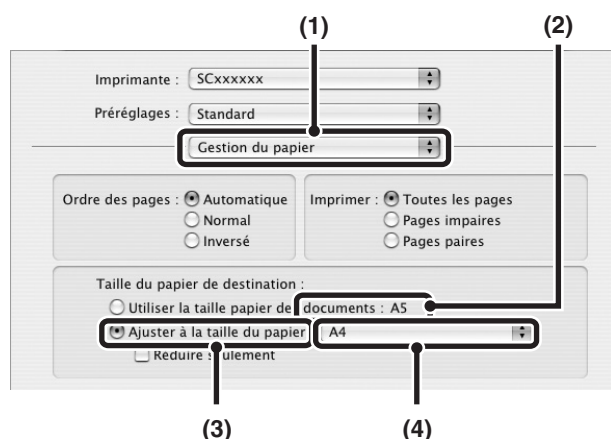 (1) (2)
Imprimante : SCxxxxxx
Préréglages : Standard
Gestion du papier
Ordre des pages : Automatique Imprimer : Toutes les pages
Normal Pages impaires
Inversé Pages paires
Taille du papier de destination :
Utiliser la taille papier des documents : A5
Ajuster à la taille du papier A4
Réduire seulement
(3) (4)